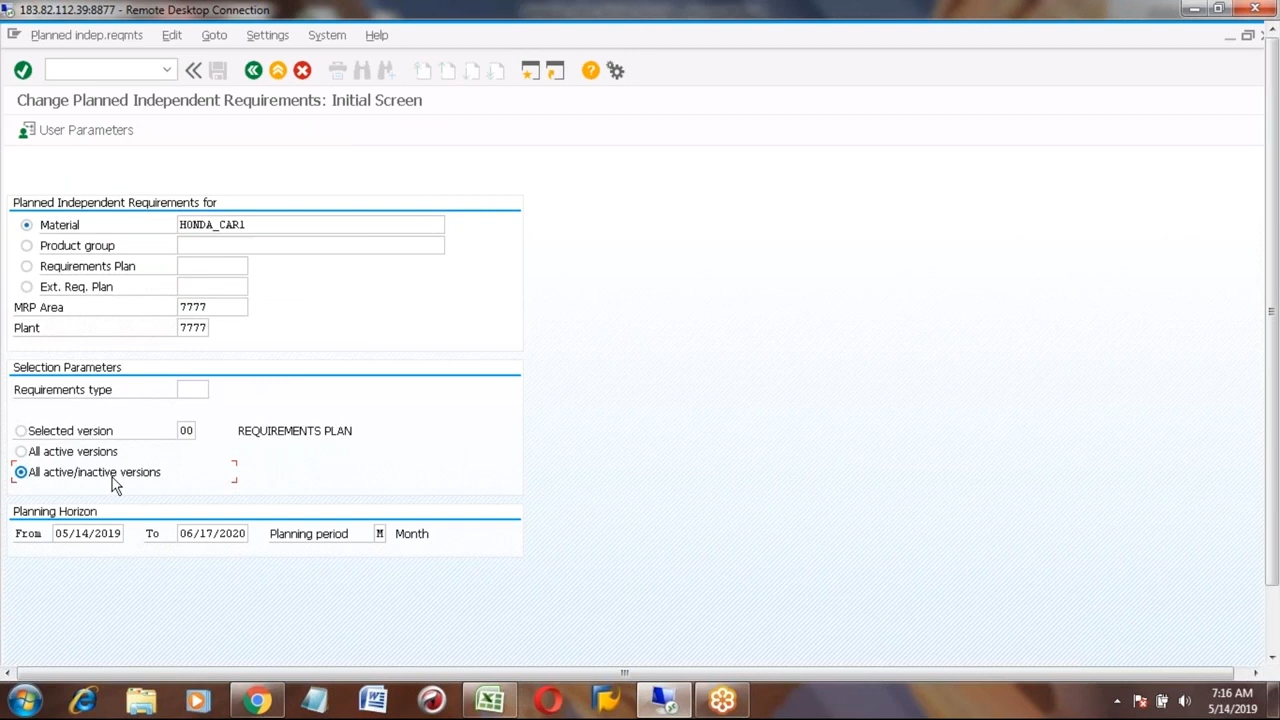 183.82.112.39:8877 - Remote Desktop Connection
Planned indep.reqmts Edit Goto Settings System Help
Change Planned Independent Requirements: Initial Screen
User Parameters
Planned Independent Requirements for
Material HONDA_CAR1
Product group
Requirements Plan
Ext. Req. Plan
MRP Area 7777
Plant 7777
Selection Parameters
Requirements type
Selected version 00 REQUIREMENTS PLAN
All active versions
All active/inactive versions
Planning Horizon
From 05/14/2019 To 06/17/2020 Planning period M Month
7:16 AM
5/14/2019